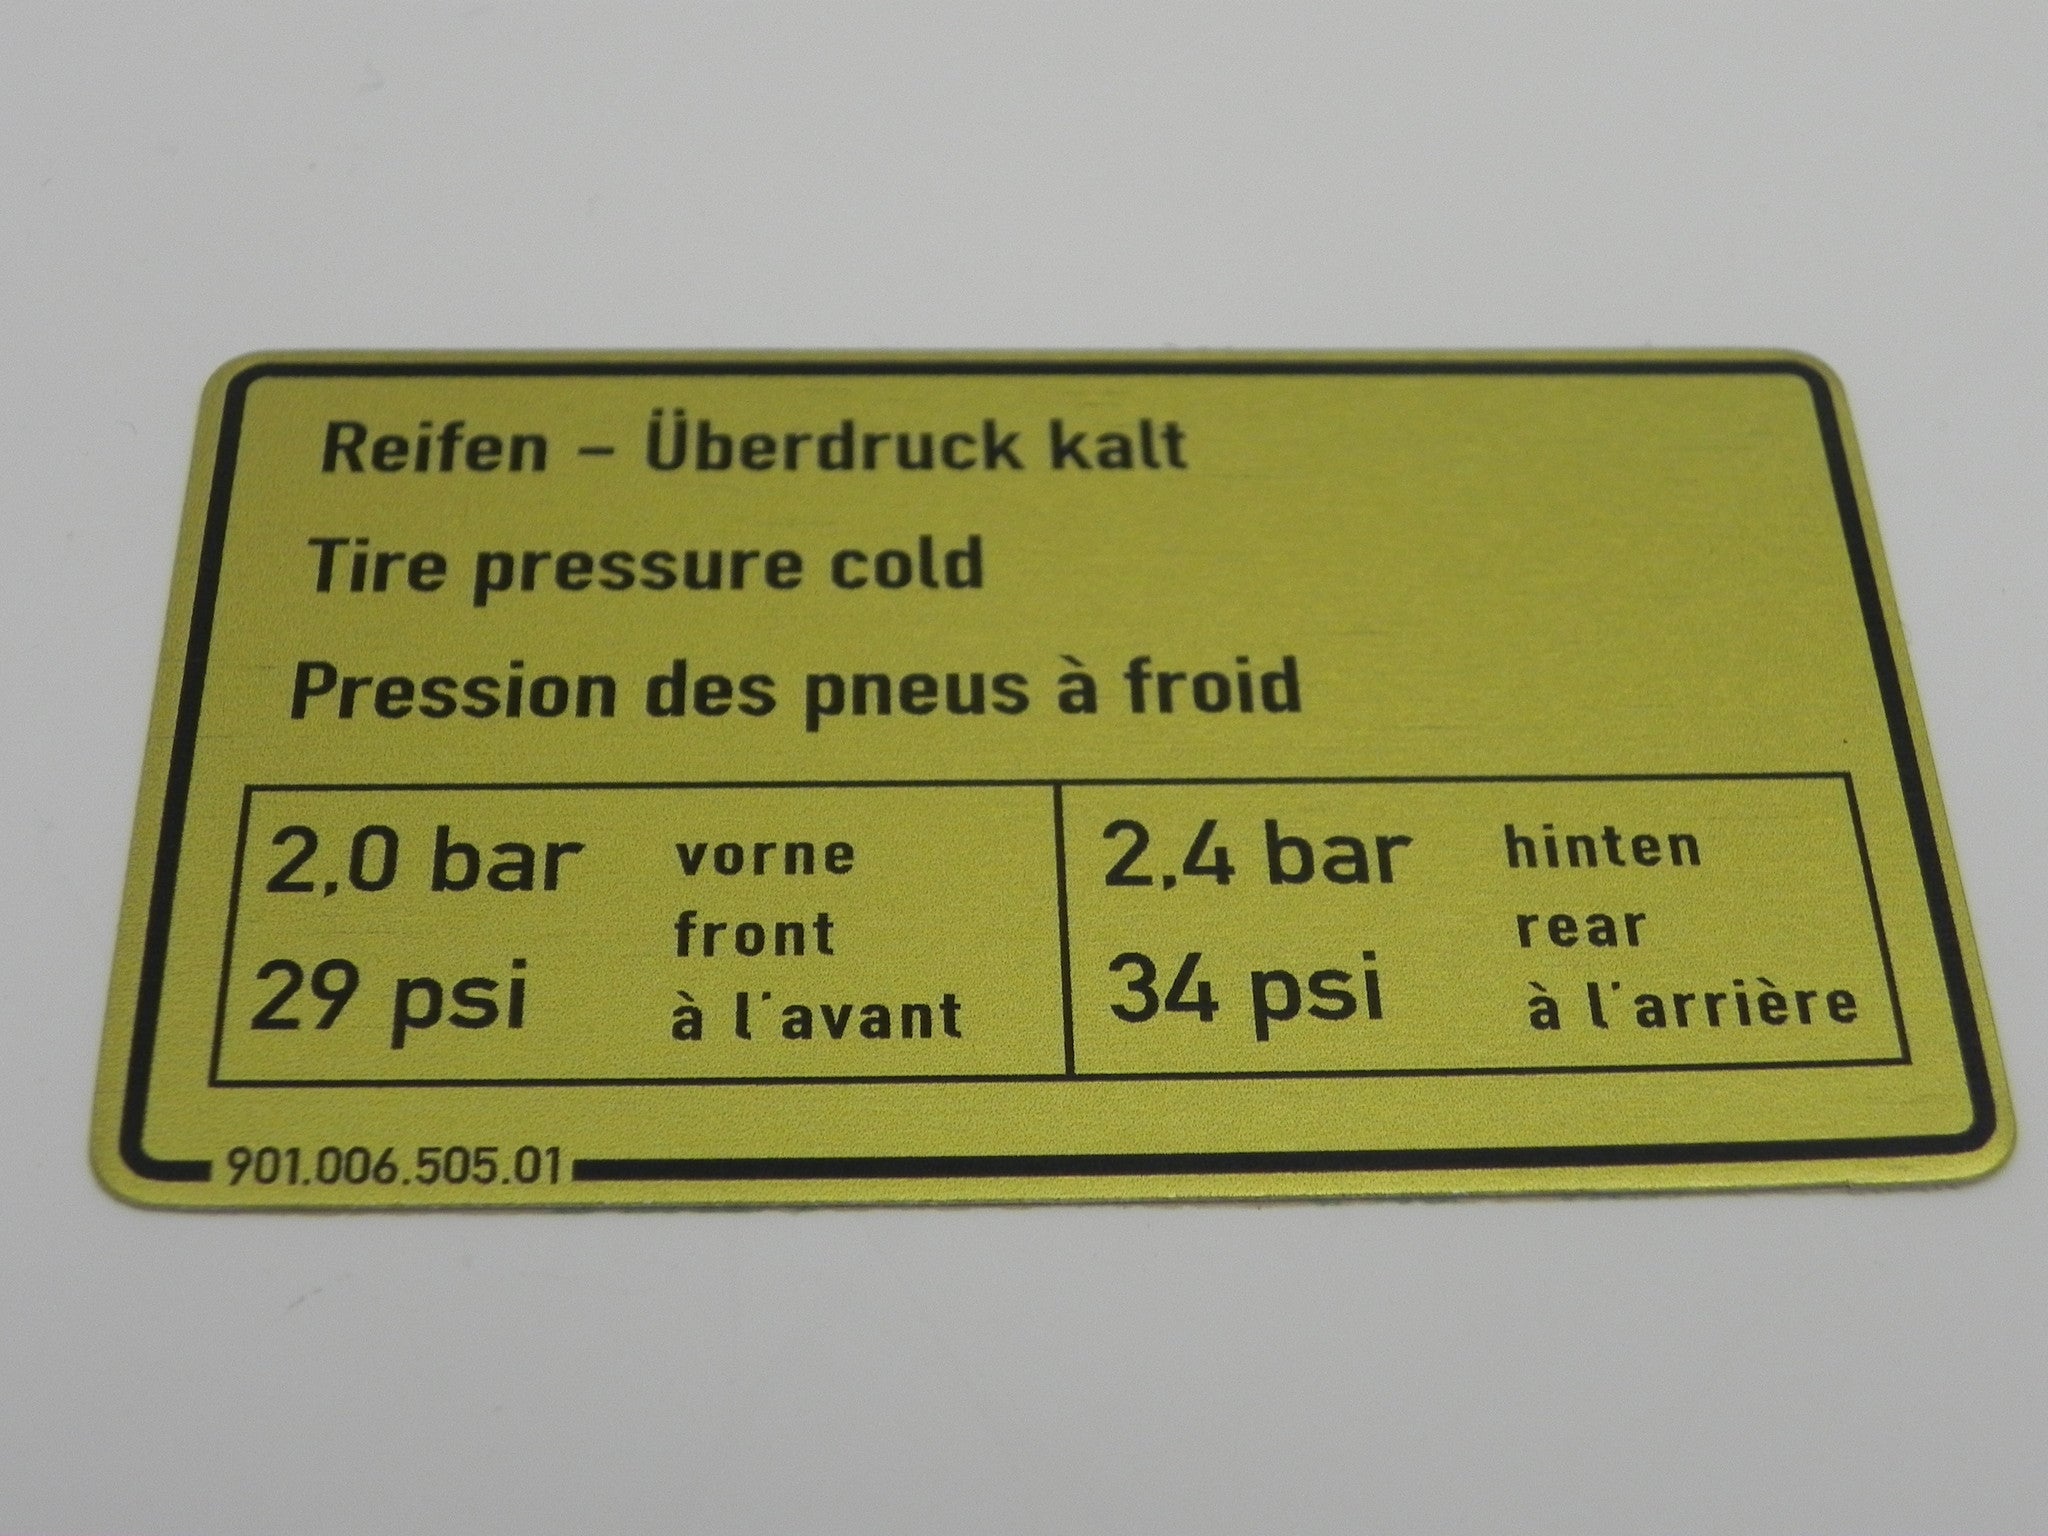 Reifen – Überdruck kalt
Tire pressure cold
Pression des pneus à froid
2,0 bar vorne
front
29 psi à l'avant
2,4 bar hinten
rear
34 psi à l'arrière
901.006.505.01